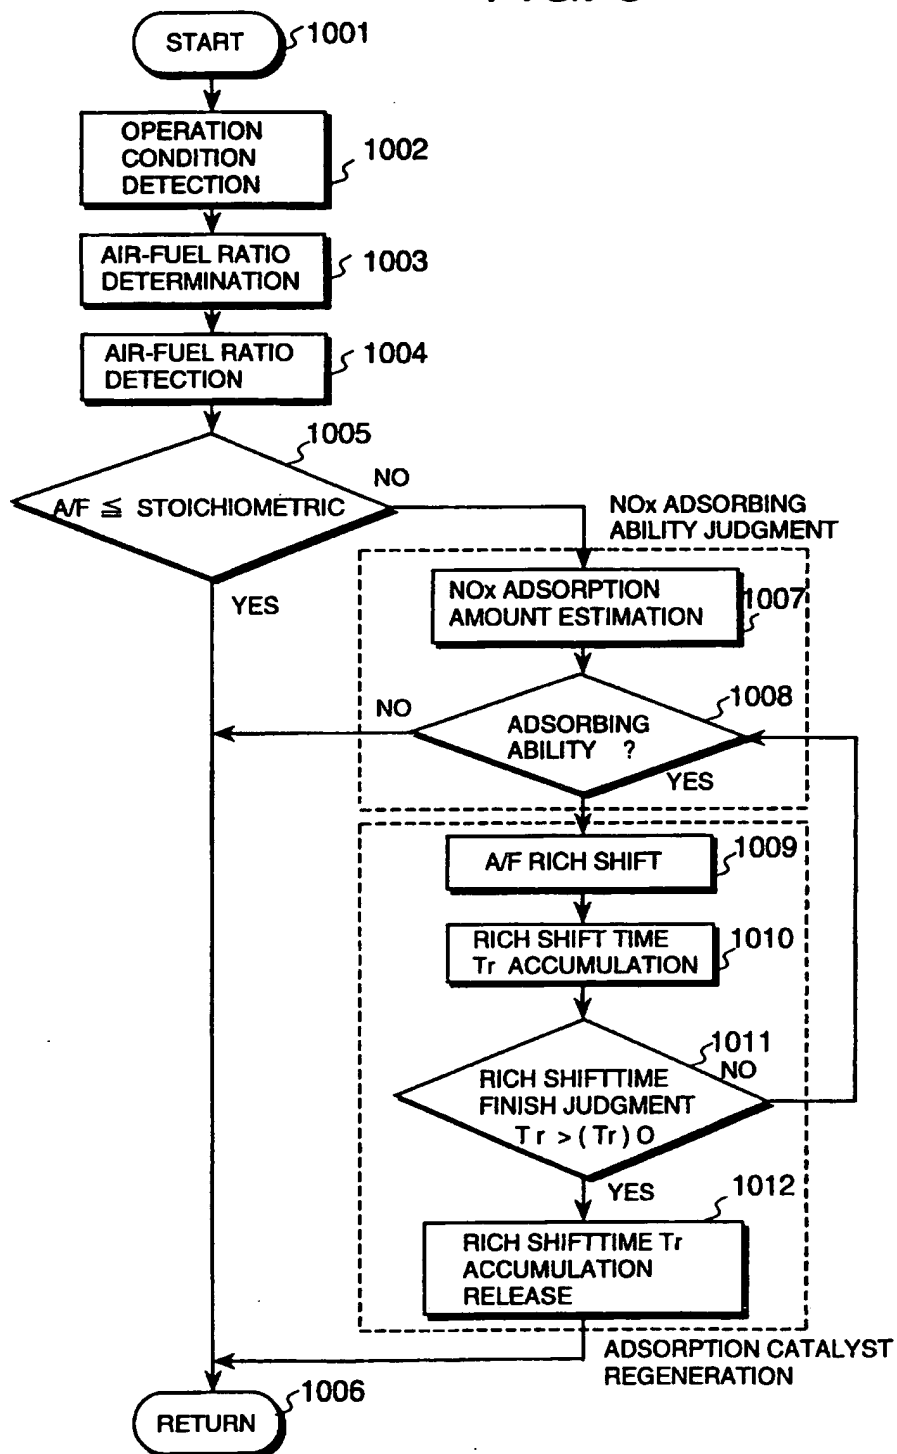 START
1001
OPERATION
CONDITION
DETECTION
1002
AIR-FUEL RATIO
DETERMINATION
1003
AIR-FUEL RATIO
DETECTION
1004
1005
A/F ≦ STOICHIOMETRIC
NO
YES
NOx ADSORBING
ABILITY JUDGMENT
NOx ADSORPTION
AMOUNT ESTIMATION
1007
1008
NO
ADSORBING
ABILITY ?
YES
A/F RICH SHIFT
1009
RICH SHIFT TIME
Tr ACCUMULATION
1010
1011
NO
RICH SHIFTTIME
FINISH JUDGMENT
Tr > (Tr) 0
YES
1012
RICH SHIFTTIME Tr
ACCUMULATION
RELEASE
ADSORPTION CATALYST
REGENERATION
1006
RETURN